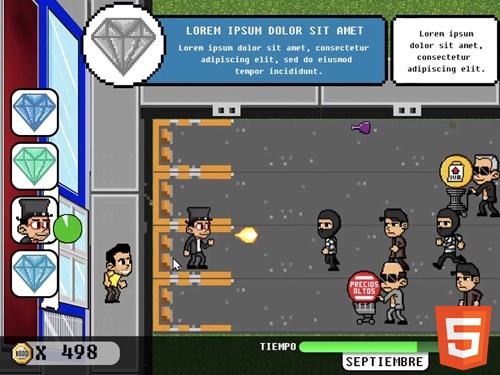 LOREM IPSUM DOLOR SIT AMET
Lorem ipsum dolor sit amet, consectetur
adipiscing elit, sed do eiusmod
tempor incididunt.
Lorem ipsum
dolor sit amet,
consectetur
adipiscing elit.
PRECIOS
ALTOS
1000
X 498
TIEMPO
SEPTIEMBRE
5